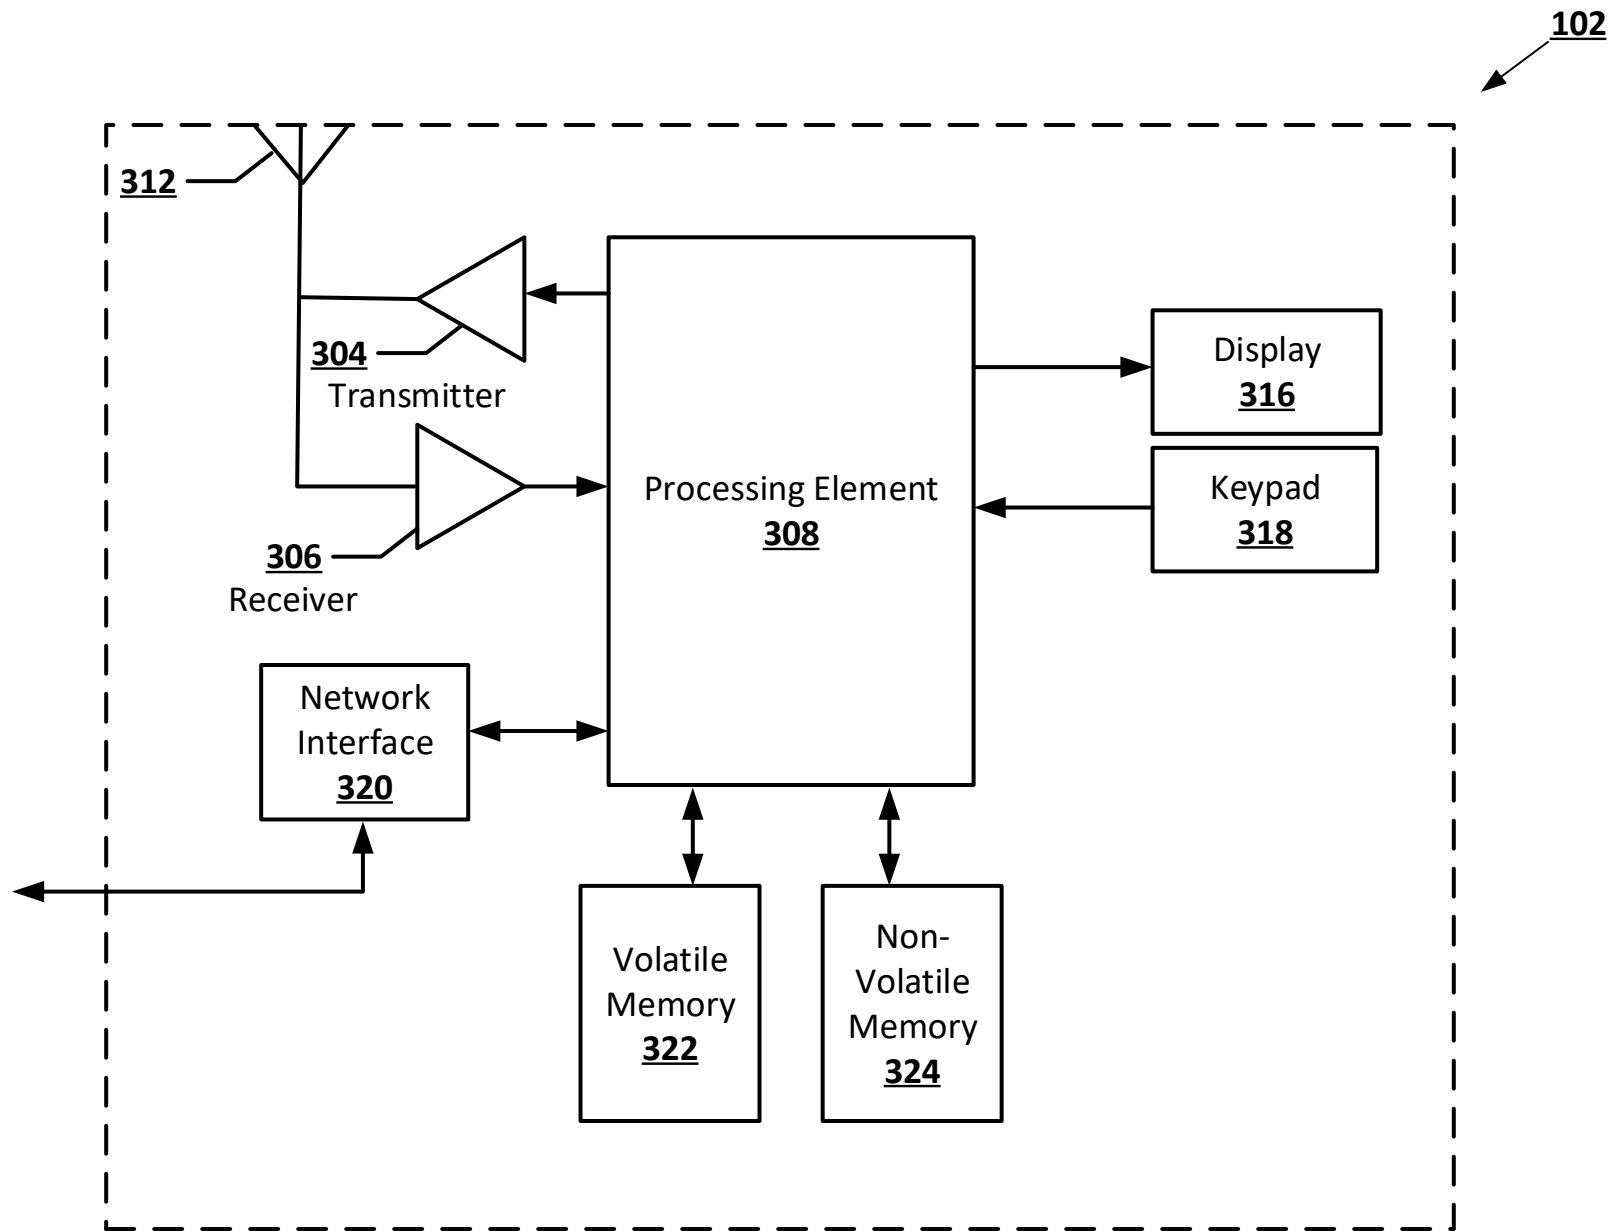 102
312
304
Transmitter
Display
316
Processing Element
308
Keypad
318
306
Receiver
Network
Interface
320
Volatile
Memory
322
Non-
Volatile
Memory
324